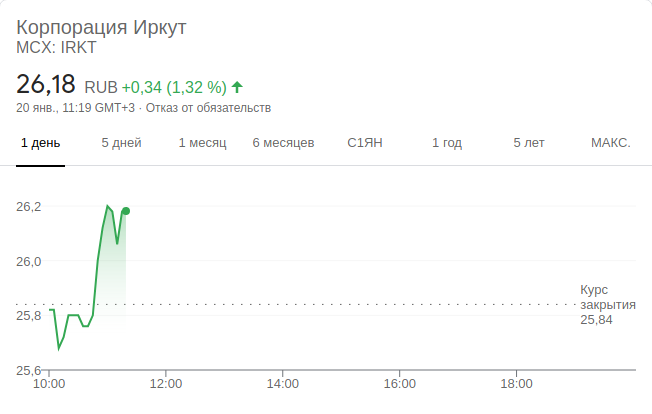 Корпорация Иркут
MCX: IRKT
26,18 RUB +0,34 (1,32 %)
20 янв., 11:19 GMT+3 · Отказ от обязательств
1 день 5 дней 1 месяц 6 месяцев С1ЯН 1 год 5 лет МАКС.
26,2
26,0
25,8
25,6
Курс
закрытия
25,84
10:00 12:00 14:00 16:00 18:00